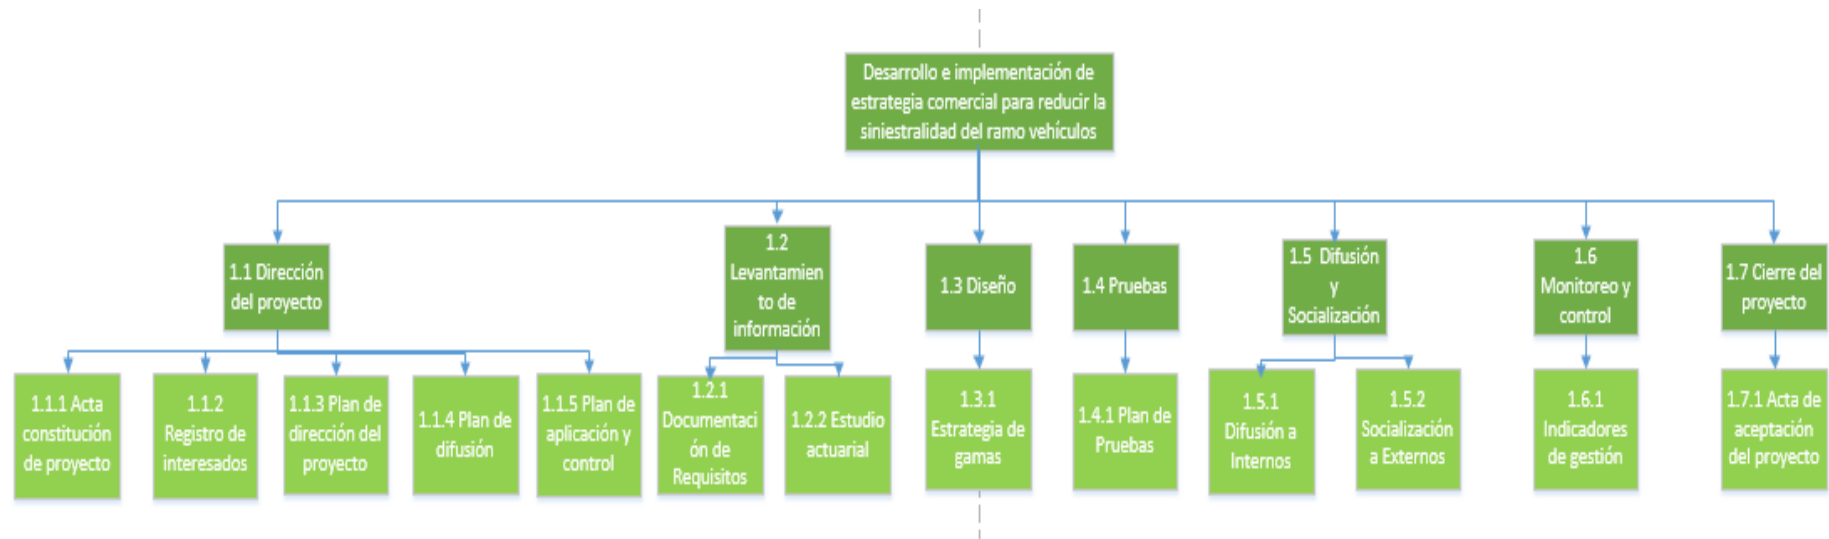 Desarrollo e implementación de
estrategia comercial para reducir la
siniestralidad del ramo vehículos
1.1 Dirección
del proyecto
1.2
Levantamien
to de
información
1.3 Diseño
1.4 Pruebas
1.5 Difusión
y
Socialización
1.6
Monitoreo y
control
1.7 Cierre del
proyecto
1.1.1 Acta
constitución
de proyecto
1.1.2
Registro de
interesados
1.1.3 Plan de
dirección del
proyecto
1.1.4 Plan de
difusión
1.1.5 Plan de
aplicación y
control
1.2.1
Documentaci
ón de
Requisitos
1.2.2 Estudio
actuarial
1.3.1
Estrategia de
gamas
1.4.1 Plan de
Pruebas
1.5.1
Difusión a
Internos
1.5.2
Socialización
a Externos
1.6.1
Indicadores
de gestión
1.7.1 Acta de
aceptación
del proyecto